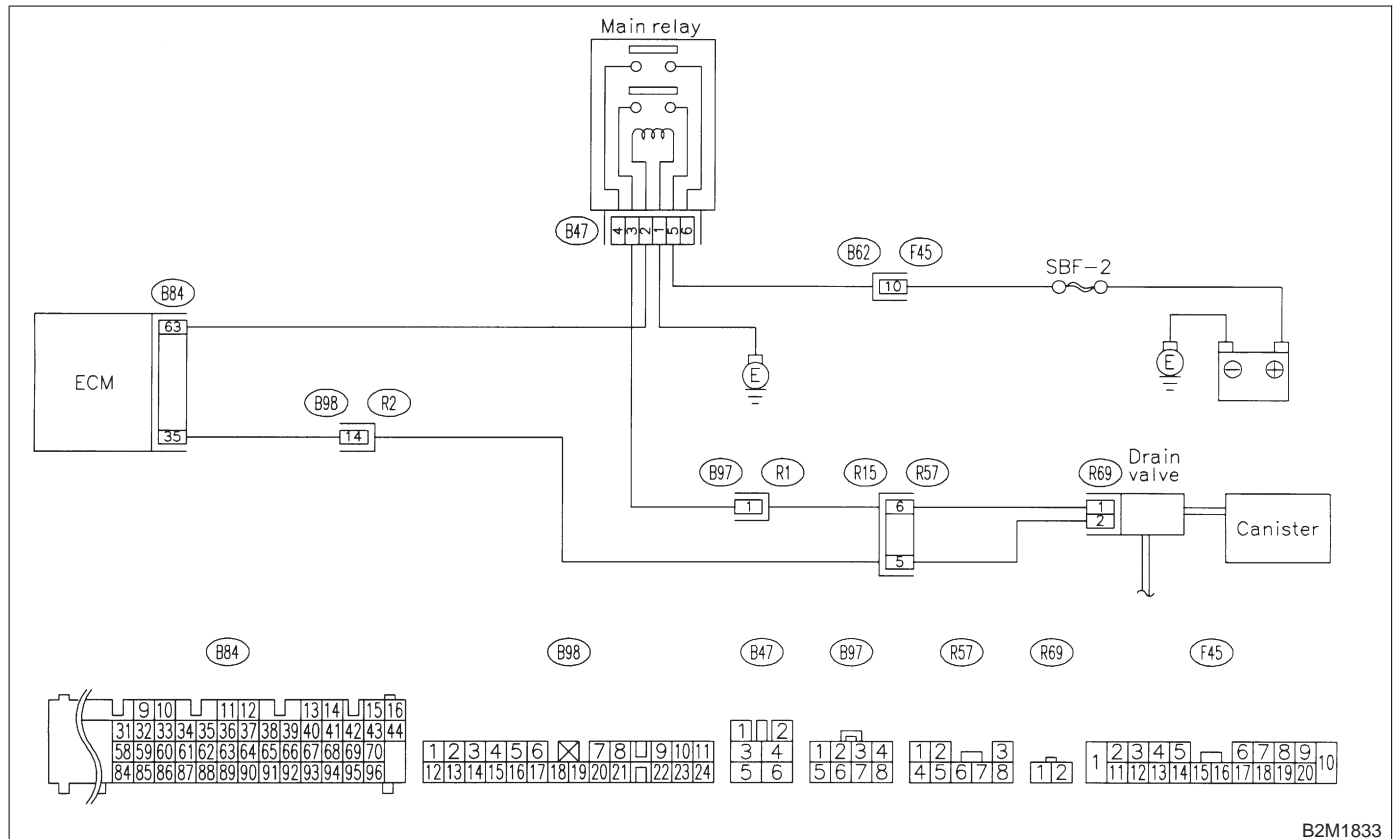 Main relay
B47
4 3 2 1 5 6
B62 F45
10
SBF-2
B84
63
ECM
35
B98 R2
14
E
E
⊖ ⊕
B97 R1
1
R15 R57
6
5
R69
1
2
Drain
valve
Canister
B84 B98 B47 B97 R57 R69 F45
9 10 11 12 13 14 15 16
31 32 33 34 35 36 37 38 39 40 41 42 43 44
58 59 60 61 62 63 64 65 66 67 68 69 70
84 85 86 87 88 89 90 91 92 93 94 95 96
1 2 3 4 5 6 7 8 9 10 11
12 13 14 15 16 17 18 19 20 21 22 23 24
1 2
3 4
5 6
1 2 3 4
5 6 7 8
1 2 3
4 5 6 7 8
1 2
1 2 3 4 5 6 7 8 9 10
11 12 13 14 15 16 17 18 19 20
B2M1833